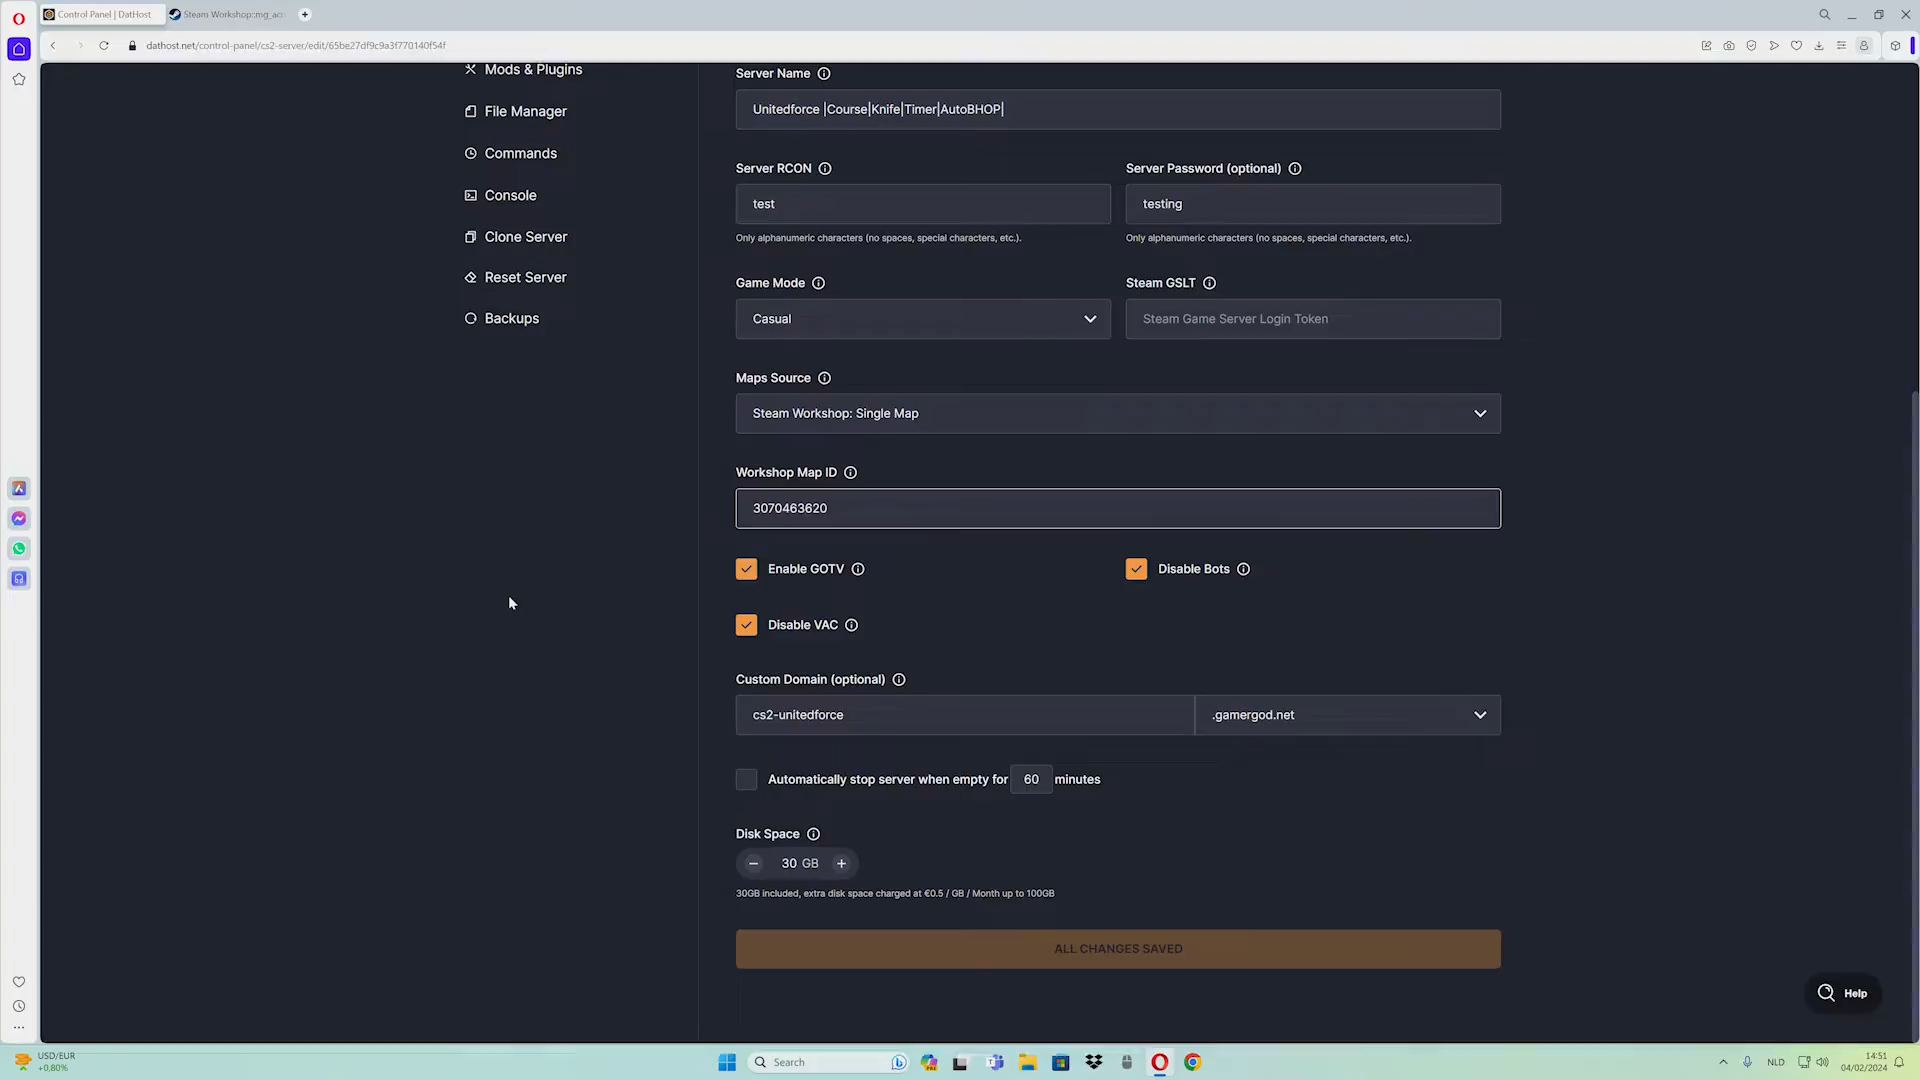 Control Panel | DatHost
Steam Workshop::mg_ac
dathost.net/control-panel/cs2-server/edit/65be27df9c9a3f770140f54f
Mods & Plugins
File Manager
Commands
Console
Clone Server
Reset Server
Backups
Server Name
Unitedforce |Course|Knife|Timer|AutoBHOP|
Server RCON
Server Password (optional)
test
testing
Only alphanumeric characters (no spaces, special characters, etc.).
Only alphanumeric characters (no spaces, special characters, etc.).
Game Mode
Steam GSLT
Casual
Steam Game Server Login Token
Maps Source
Steam Workshop: Single Map
Workshop Map ID
3070463620
Enable GOTV
Disable Bots
Disable VAC
Custom Domain (optional)
cs2-unitedforce
.gamergod.net
Automatically stop server when empty for 60 minutes
Disk Space
30 GB
30GB included, extra disk space charged at €0.5 / GB / Month up to 100GB
ALL CHANGES SAVED
Help
USD/EUR
+0,80%
Search
NLD
14:51
04/02/2024